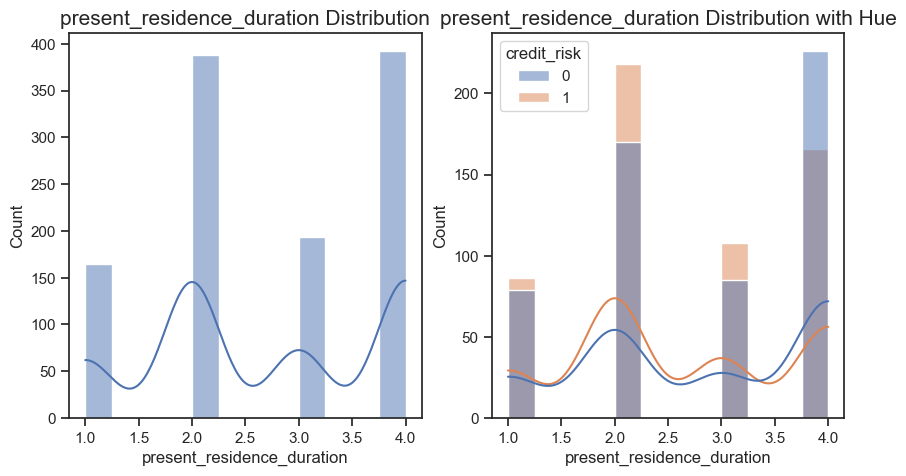 present_residence_duration Distribution
400
350
300
250
200
150
100
50
0
Count
1.0 1.5 2.0 2.5 3.0 3.5 4.0
present_residence_duration
present_residence_duration Distribution with Hue
credit_risk
0
1
200
150
100
50
0
Count
1.0 1.5 2.0 2.5 3.0 3.5 4.0
present_residence_duration